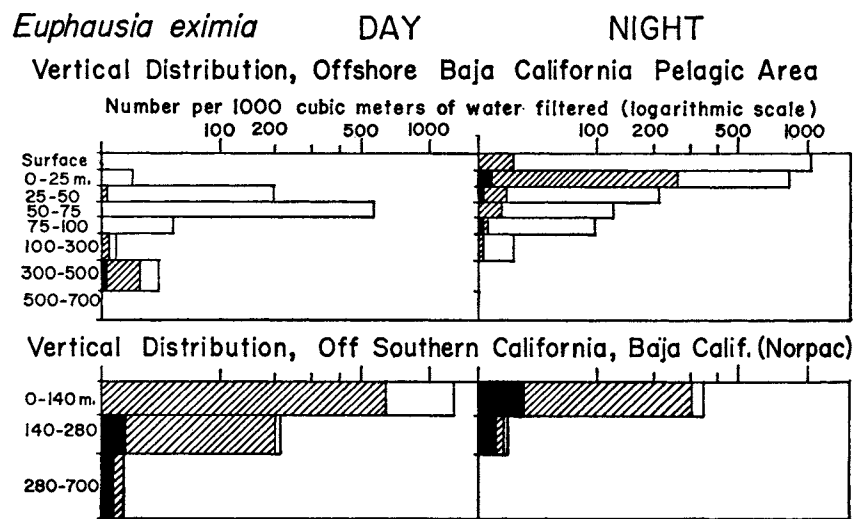 Euphausia eximia DAY NIGHT
Vertical Distribution, Offshore Baja California Pelagic Area
Number per 1000 cubic meters of water filtered (logarithmic scale)
100 200 500 1000 100 200 500 1000
Surface
0-25 m.
25-50
50-75
75-100
100-300
300-500
500-700
Vertical Distribution, Off Southern California, Baja Calif. (Norpac)
0-140 m.
140-280
280-700